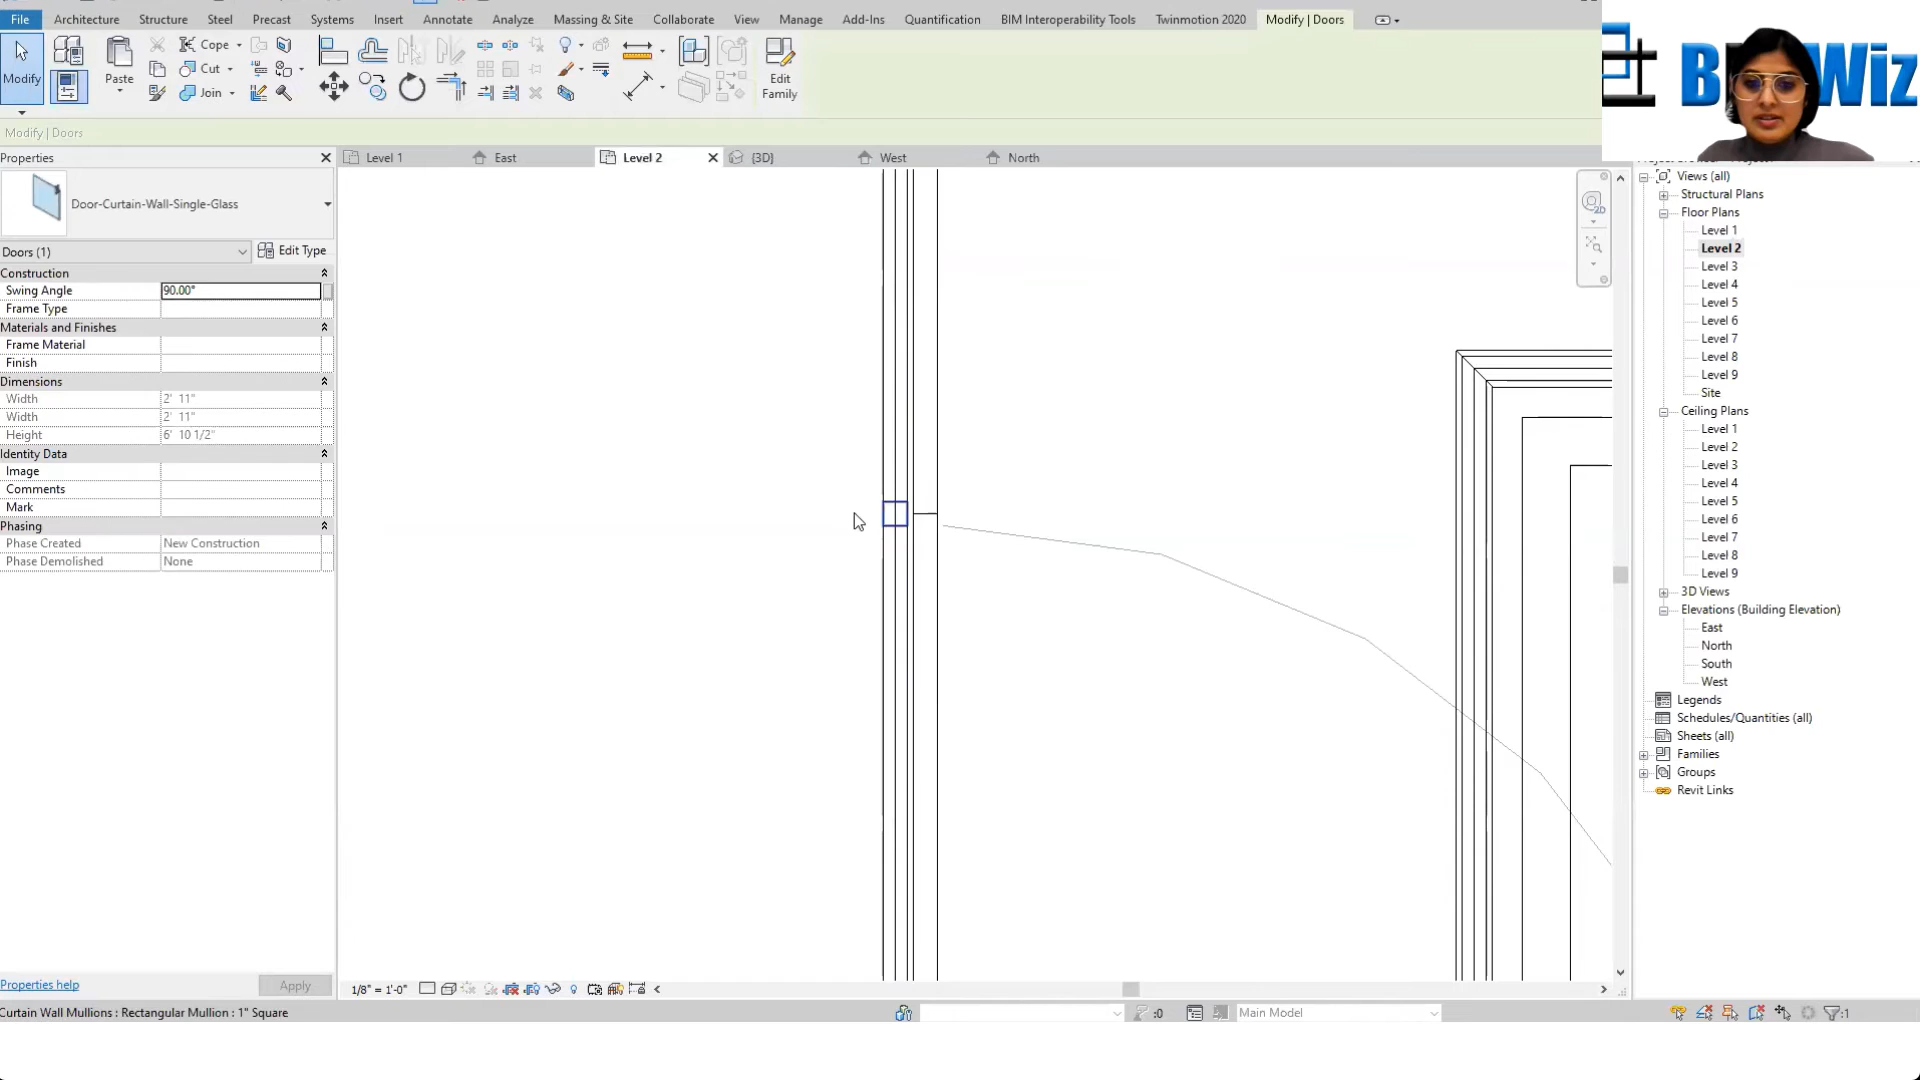 File Architecture Structure Steel Precast Systems Insert Annotate Analyze Massing & Site Collaborate View Manage Add-Ins Quantification BIM Interoperability Tools Twinmotion 2020 Modify | Doors
Modify
Paste
Cope
Cut
Join
Edit
Family
Modify | Doors
Properties
Level 1
East
Level 2
{3D}
West
North
Door-Curtain-Wall-Single-Glass
Doors (1)
Edit Type
Construction
Swing Angle 90.00°
Frame Type
Materials and Finishes
Frame Material
Finish
Dimensions
Width 2' 11"
Width 2' 11"
Height 6' 10 1/2"
Identity Data
Image
Comments
Mark
Phasing
Phase Created New Construction
Phase Demolished None
Properties help
Apply
2D
Wiz
Views (all)
Structural Plans
Floor Plans
Level 1
Level 2
Level 3
Level 4
Level 5
Level 6
Level 7
Level 8
Level 9
Site
Ceiling Plans
Level 1
Level 2
Level 3
Level 4
Level 5
Level 6
Level 7
Level 8
Level 9
3D Views
Elevations (Building Elevation)
East
North
South
West
Legends
Schedules/Quantities (all)
Sheets (all)
Families
Groups
Revit Links
1/8" = 1'-0"
Curtain Wall Mullions : Rectangular Mullion : 1" Square
:0
Main Model
:1